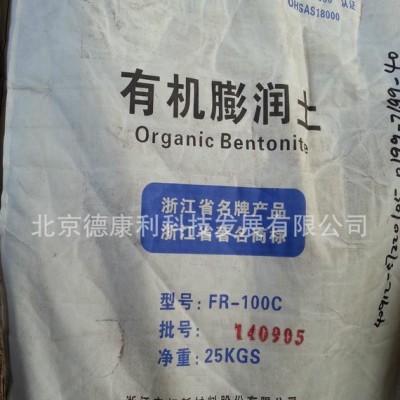 认证
OHSAS18000
有机膨润土
Organic Bentonite
浙江省名牌产品
浙江省著名商标
北京德康利科技发展有限公司
型号: FR-100C
批号: 140905
净重: 25KGS